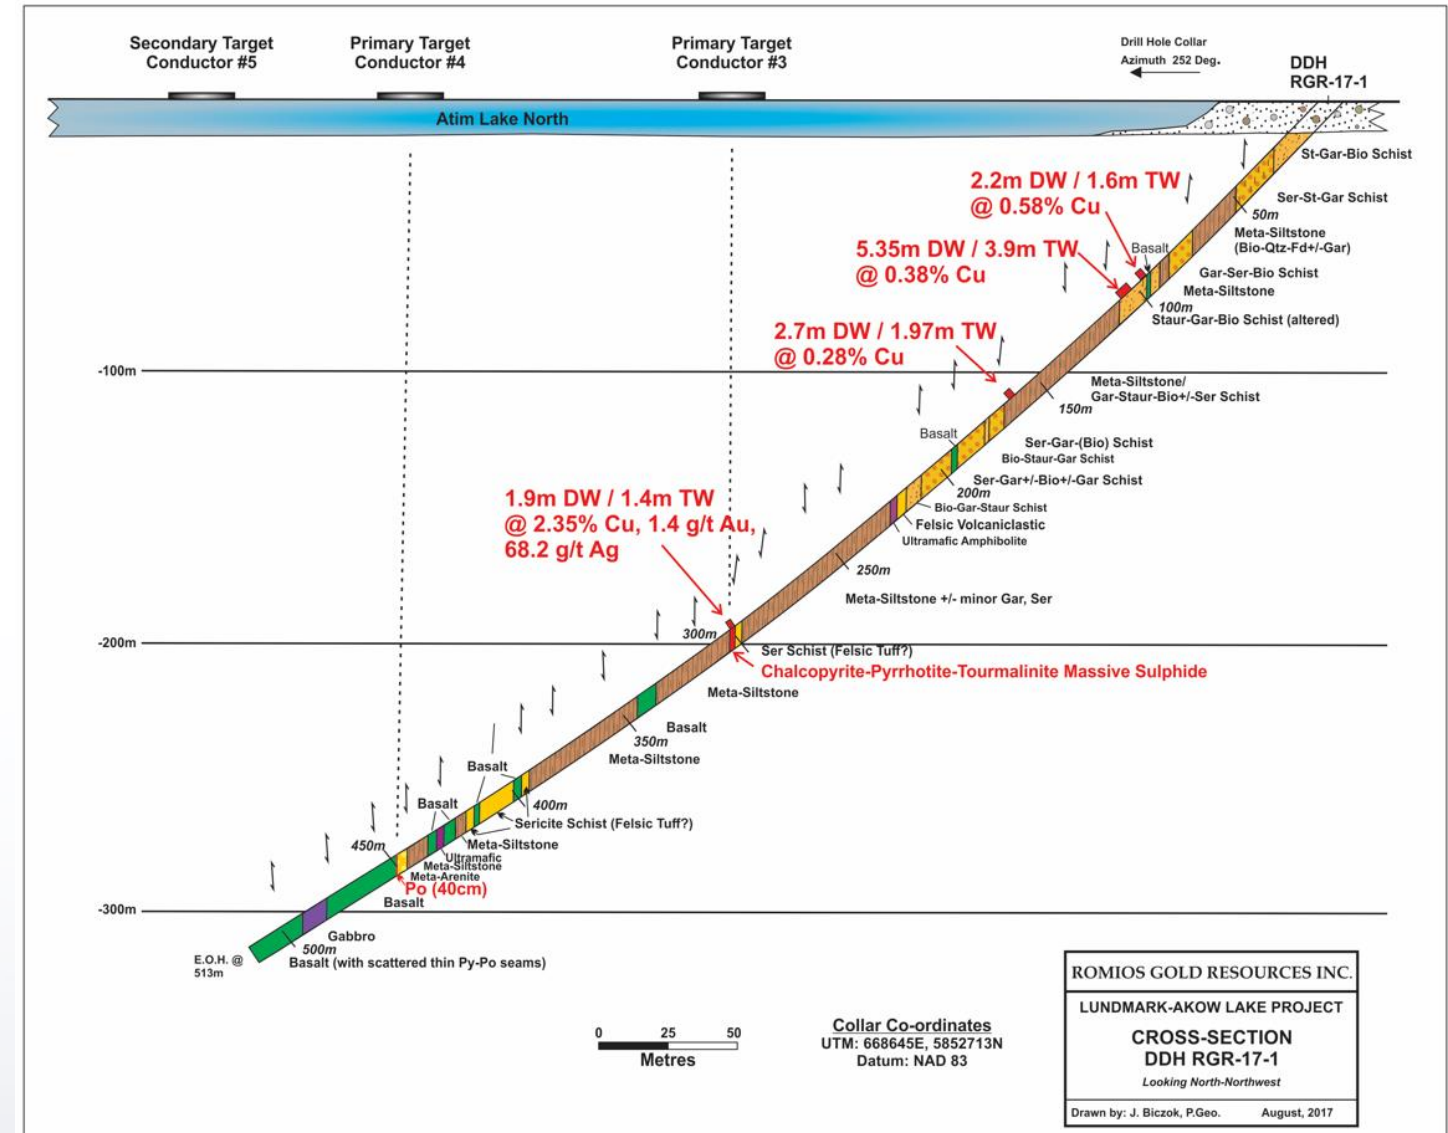 Secondary Target
Conductor #5
Primary Target
Conductor #4
Primary Target
Conductor #3
Drill Hole Collar
Azimuth 252 Deg.
DDH
RGR-17-1
Atim Lake North
St-Gar-Bio Schist
2.2m DW / 1.6m TW
@ 0.58% Cu
Ser-St-Gar Schist
50m
Meta-Siltstone
(Bio-Qtz-Fd+/-Gar)
5.35m DW / 3.9m TW
@ 0.38% Cu
Basalt
Gar-Ser-Bio Schist
Meta-Siltstone
100m
Staur-Gar-Bio Schist (altered)
2.7m DW / 1.97m TW
@ 0.28% Cu
-100m
Meta-Siltstone/
Gar-Staur-Bio+/-Ser Schist
150m
Basalt
Ser-Gar-(Bio) Schist
Bio-Staur-Gar Schist
Ser-Gar+/-Bio+/-Gar Schist
200m
Bio-Gar-Staur Schist
Felsic Volcaniclastic
Ultramafic Amphibolite
1.9m DW / 1.4m TW
@ 2.35% Cu, 1.4 g/t Au,
68.2 g/t Ag
250m
Meta-Siltstone +/- minor Gar, Ser
300m
-200m
Ser Schist (Felsic Tuff?)
Chalcopyrite-Pyrrhotite-Tourmalinite Massive Sulphide
Meta-Siltstone
Basalt
350m
Meta-Siltstone
Basalt
400m
Basalt
Sericite Schist (Felsic Tuff?)
450m
Meta-Siltstone
Ultramafic
Meta-Siltstone
Meta-Arenite
Po (40cm)
Basalt
-300m
Gabbro
500m
Basalt (with scattered thin Py-Po seams)
E.O.H. @
513m
0 25 50
Metres
Collar Co-ordinates
UTM: 668645E, 5852713N
Datum: NAD 83
ROMIOS GOLD RESOURCES INC.
LUNDMARK-AKOW LAKE PROJECT
CROSS-SECTION
DDH RGR-17-1
Looking North-Northwest
Drawn by: J. Biczok, P.Geo. August, 2017